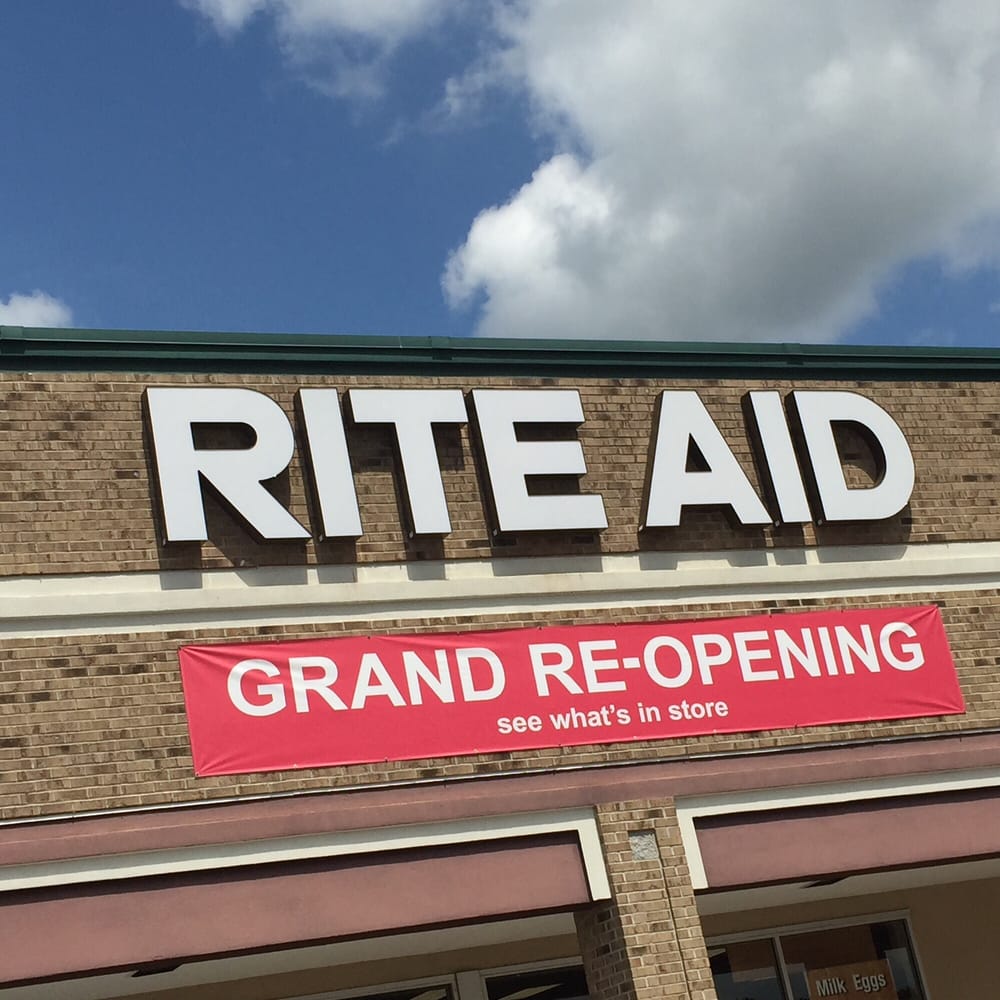 RITE AID
GRAND RE-OPENING
see what's in store
Milk Eggs